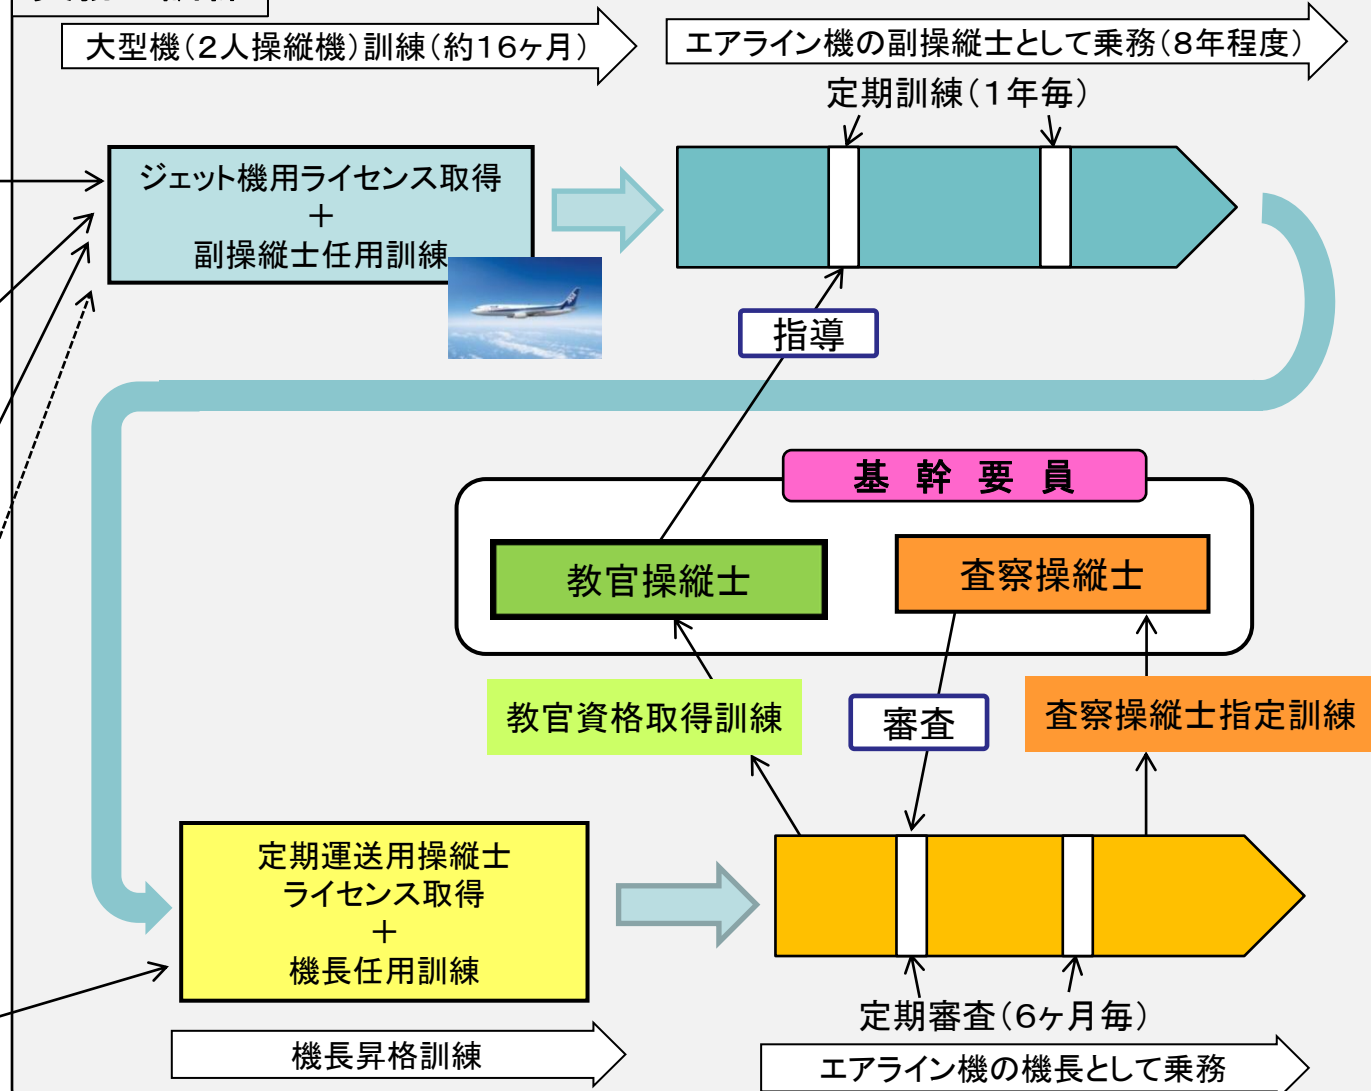 大型機（２人操縦機）訓練（約１６ヶ月）
エアライン機の副操縦士として乗務（８年程度）
定期訓練（１年毎）
ジェット機用ライセンス取得
＋
副操縦士任用訓練
指導
基幹要員
教官操縦士
査察操縦士
教官資格取得訓練
審査
査察操縦士指定訓練
定期運送用操縦士
ライセンス取得
＋
機長任用訓練
定期審査（６ヶ月毎）
機長昇格訓練
エアライン機の機長として乗務